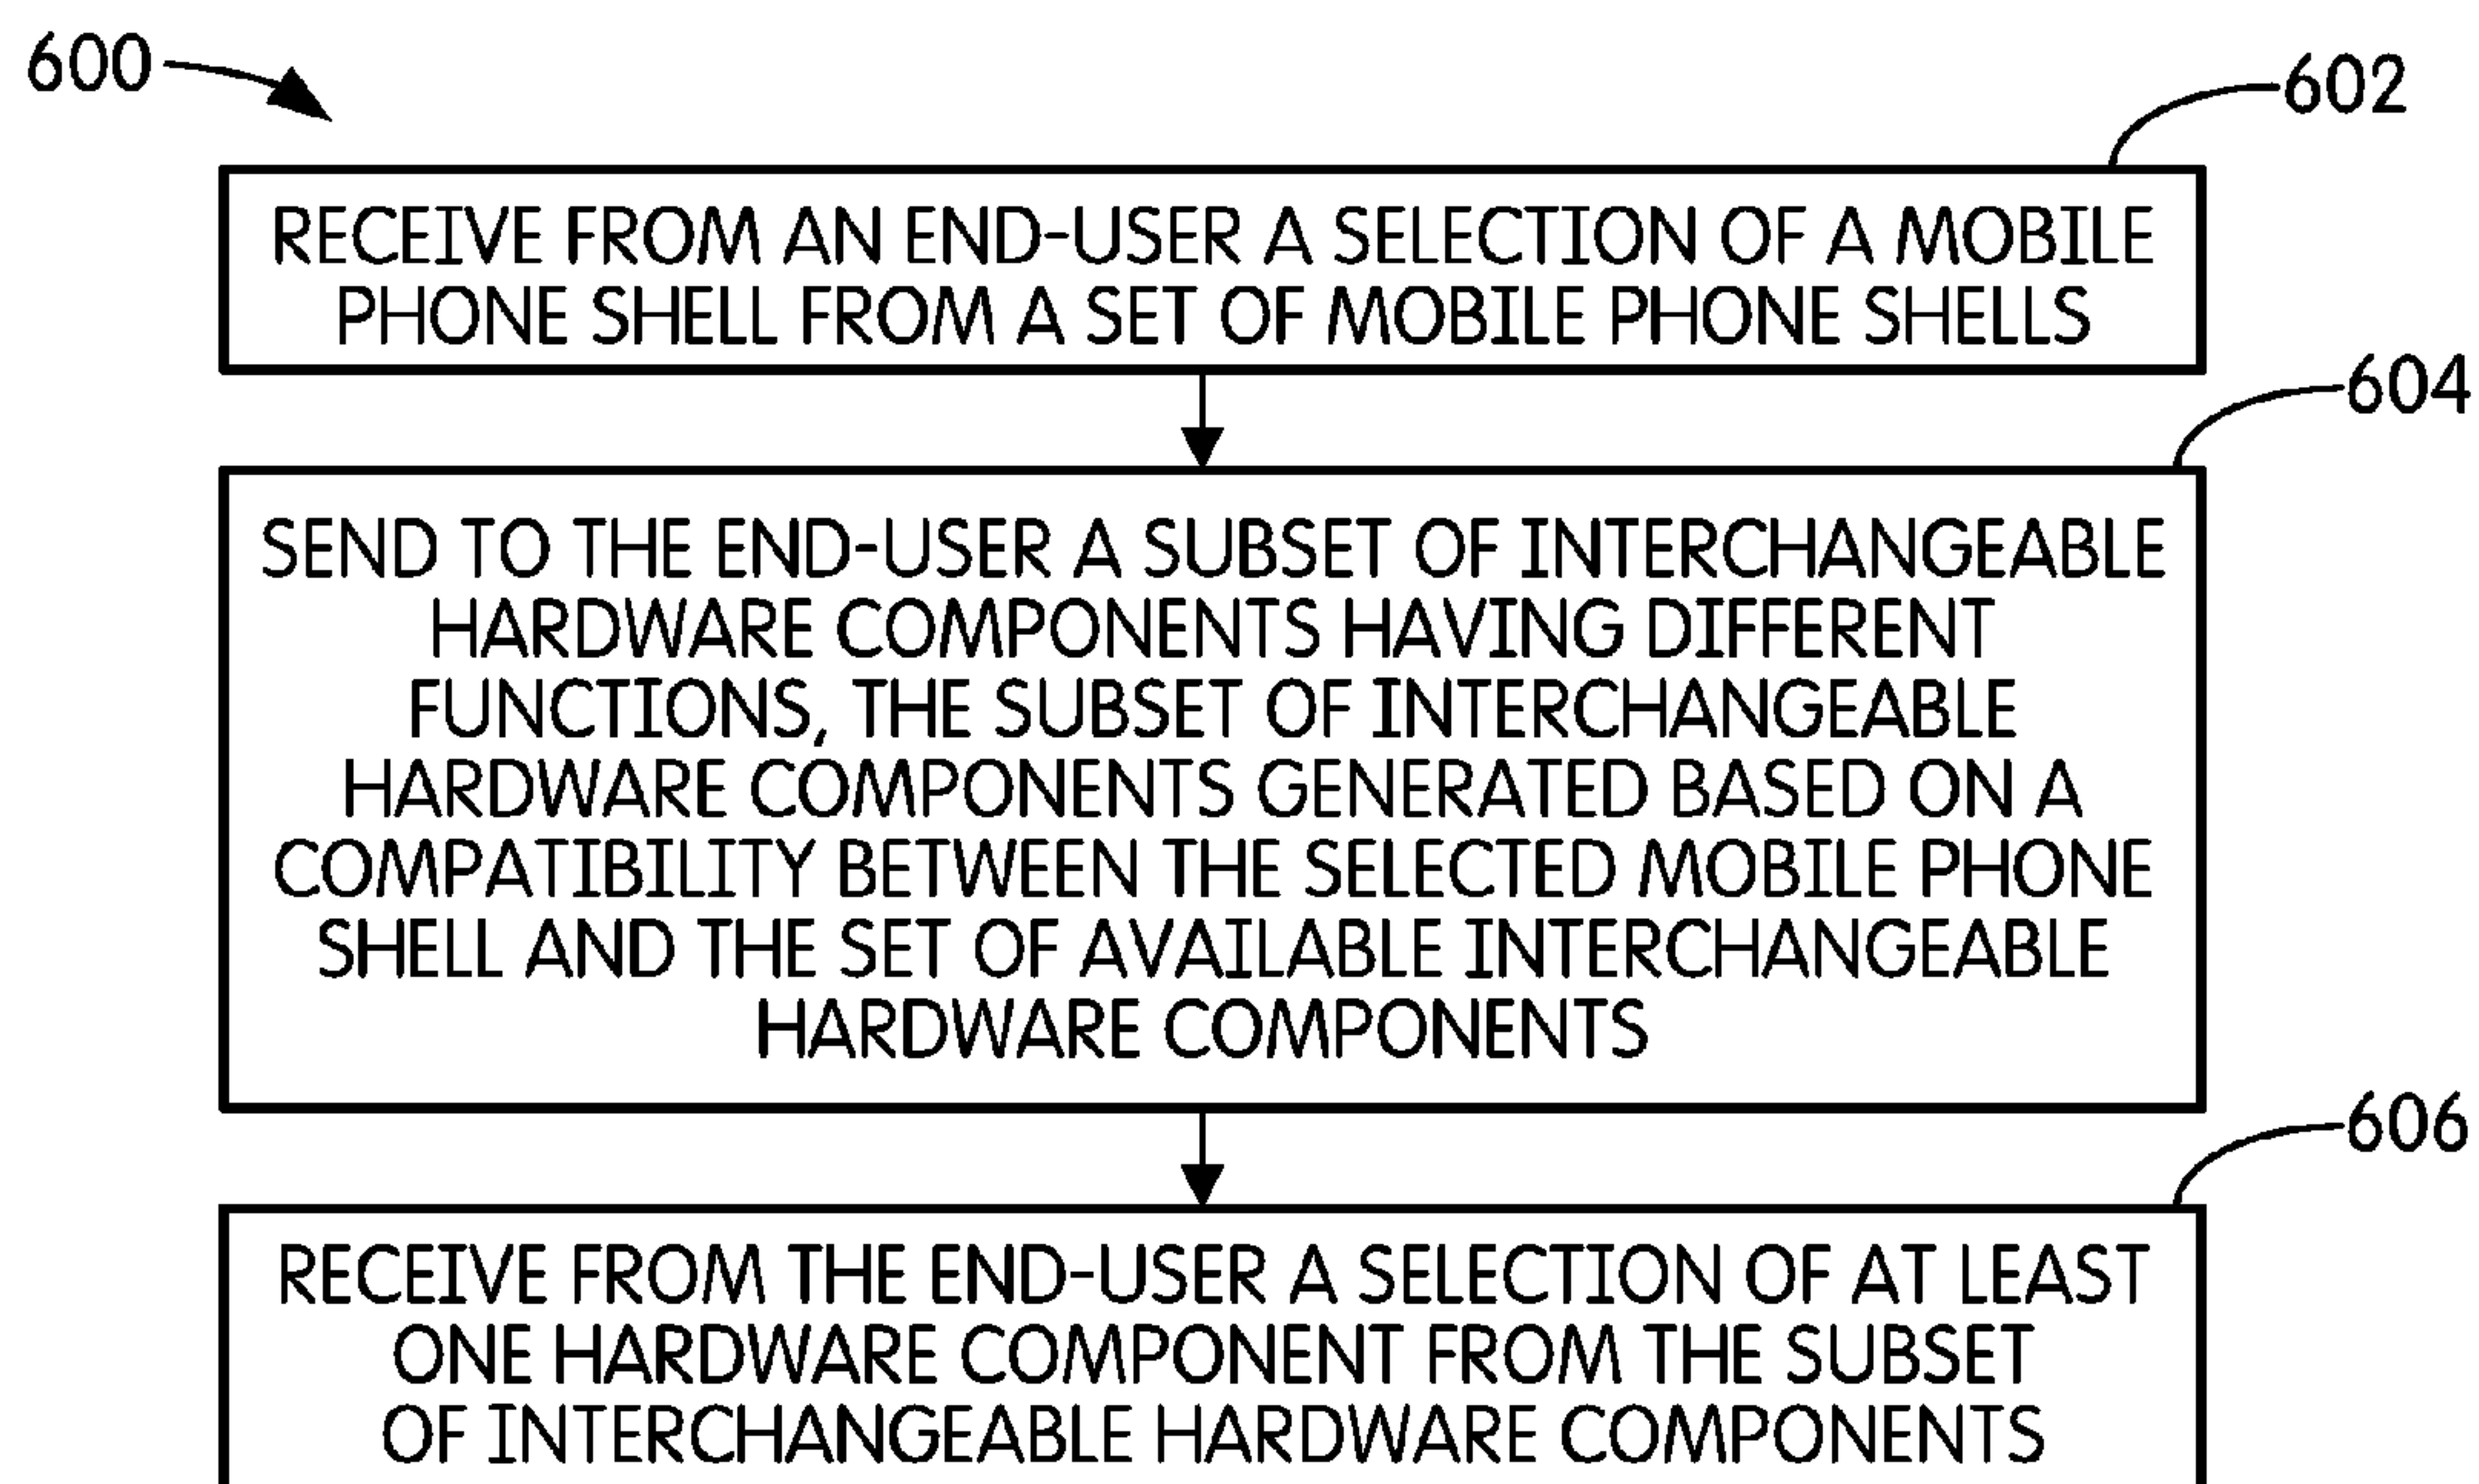 600
602
RECEIVE FROM AN END-USER A SELECTION OF A MOBILE
PHONE SHELL FROM A SET OF MOBILE PHONE SHELLS
604
SEND TO THE END-USER A SUBSET OF INTERCHANGEABLE
HARDWARE COMPONENTS HAVING DIFFERENT
FUNCTIONS, THE SUBSET OF INTERCHANGEABLE
HARDWARE COMPONENTS GENERATED BASED ON A
COMPATIBILITY BETWEEN THE SELECTED MOBILE PHONE
SHELL AND THE SET OF AVAILABLE INTERCHANGEABLE
HARDWARE COMPONENTS
606
RECEIVE FROM THE END-USER A SELECTION OF AT LEAST
ONE HARDWARE COMPONENT FROM THE SUBSET
OF INTERCHANGEABLE HARDWARE COMPONENTS